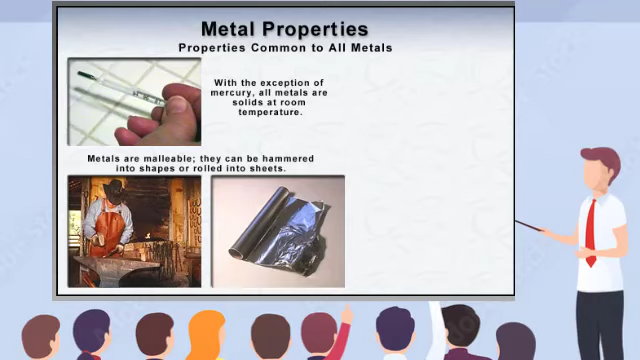 Metal Properties
Properties Common to All Metals
With the exception of
mercury, all metals are
solids at room
temperature.
Metals are malleable; they can be hammered
into shapes or rolled into sheets.